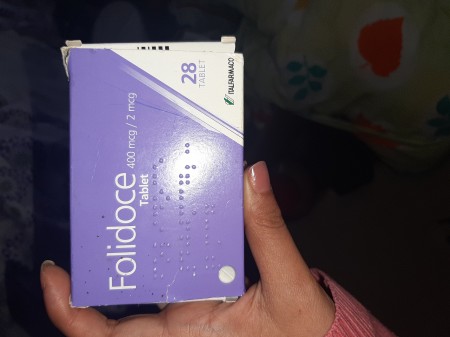 Folidoce
400 mcg / 2 mcg
Tablet
28
TABLET
ITALFARMACO